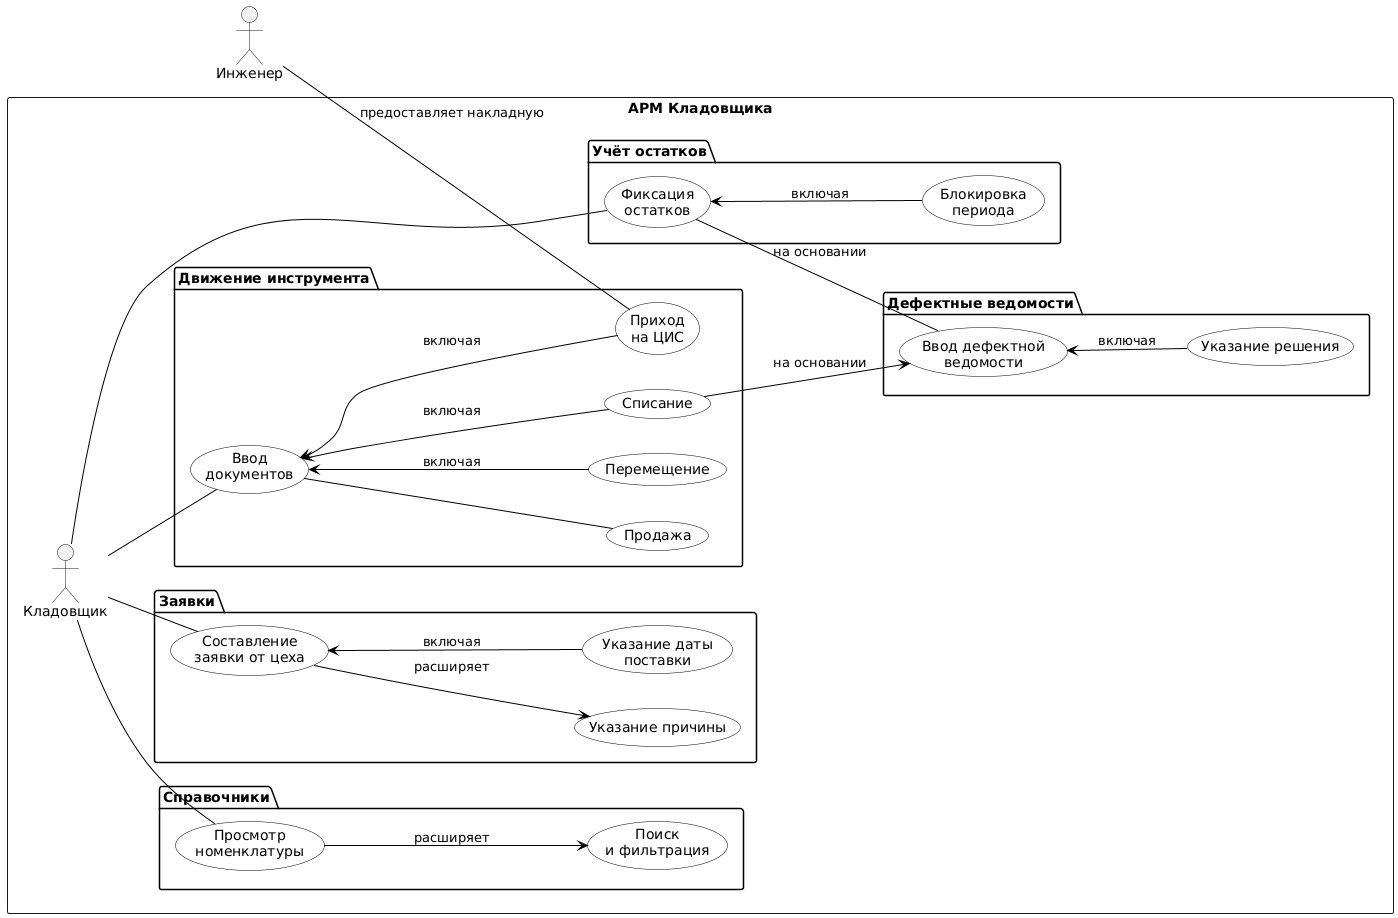 Инженер
АРМ Кладовщика
предоставляет накладную
Учёт остатков
Фиксация
остатков
включая
Блокировка
периода
на основании
Движение инструмента
Приход
на ЦИС
включая
Дефектные ведомости
Ввод дефектной
ведомости
включая
Указание решения
на основании
Списание
включая
Ввод
документов
включая
Перемещение
Продажа
Кладовщик
Заявки
Составление
заявки от цеха
включая
Указание даты
поставки
расширяет
Указание причины
Справочники
Просмотр
номенклатуры
расширяет
Поиск
и фильтрация